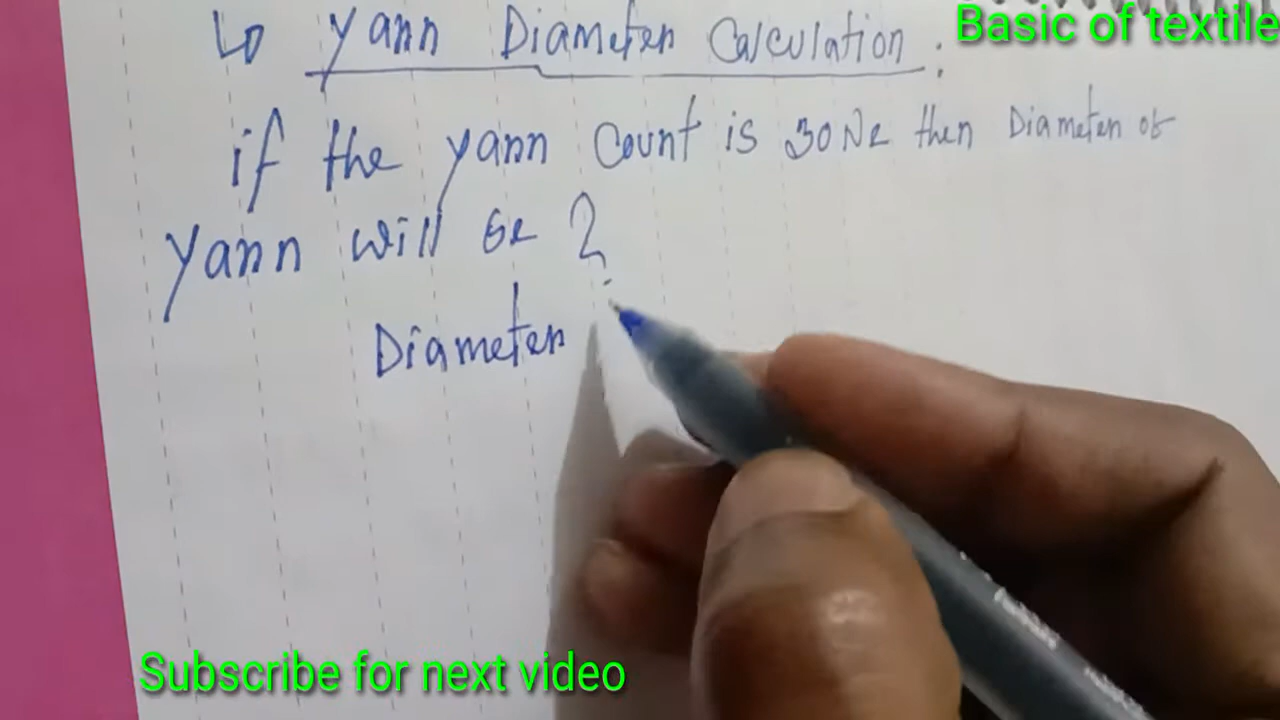 Basic of textile
↳ Yarn Diameter Calculation :
if the yarn Count is 30Ne then Diameter of
yarn will be ?
Diameter
Subscribe for next video